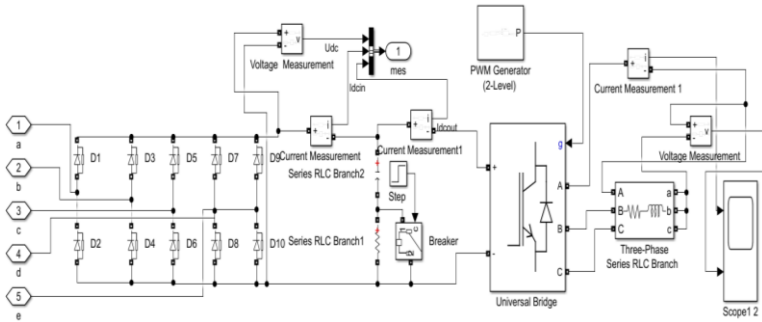 Udc
Voltage Measurement
+
-
v
1
mes
Idcin
P
PWM Generator
(2-Level)
+
i
-
Current Measurement 1
+
i
-
Current Measurement
+
i
-
Current Measurement1
Idcout
+
-
v
Voltage Measurement
1
a
2
b
3
c
4
d
5
e
D1
D3
D5
D7
D9
D2
D4
D6
D8
D10
Series RLC Branch2
Series RLC Branch1
Step
Breaker
g
+
-
A
B
C
Universal Bridge
A
B
C
a
b
c
Three-Phase
Series RLC Branch
Scope1 2